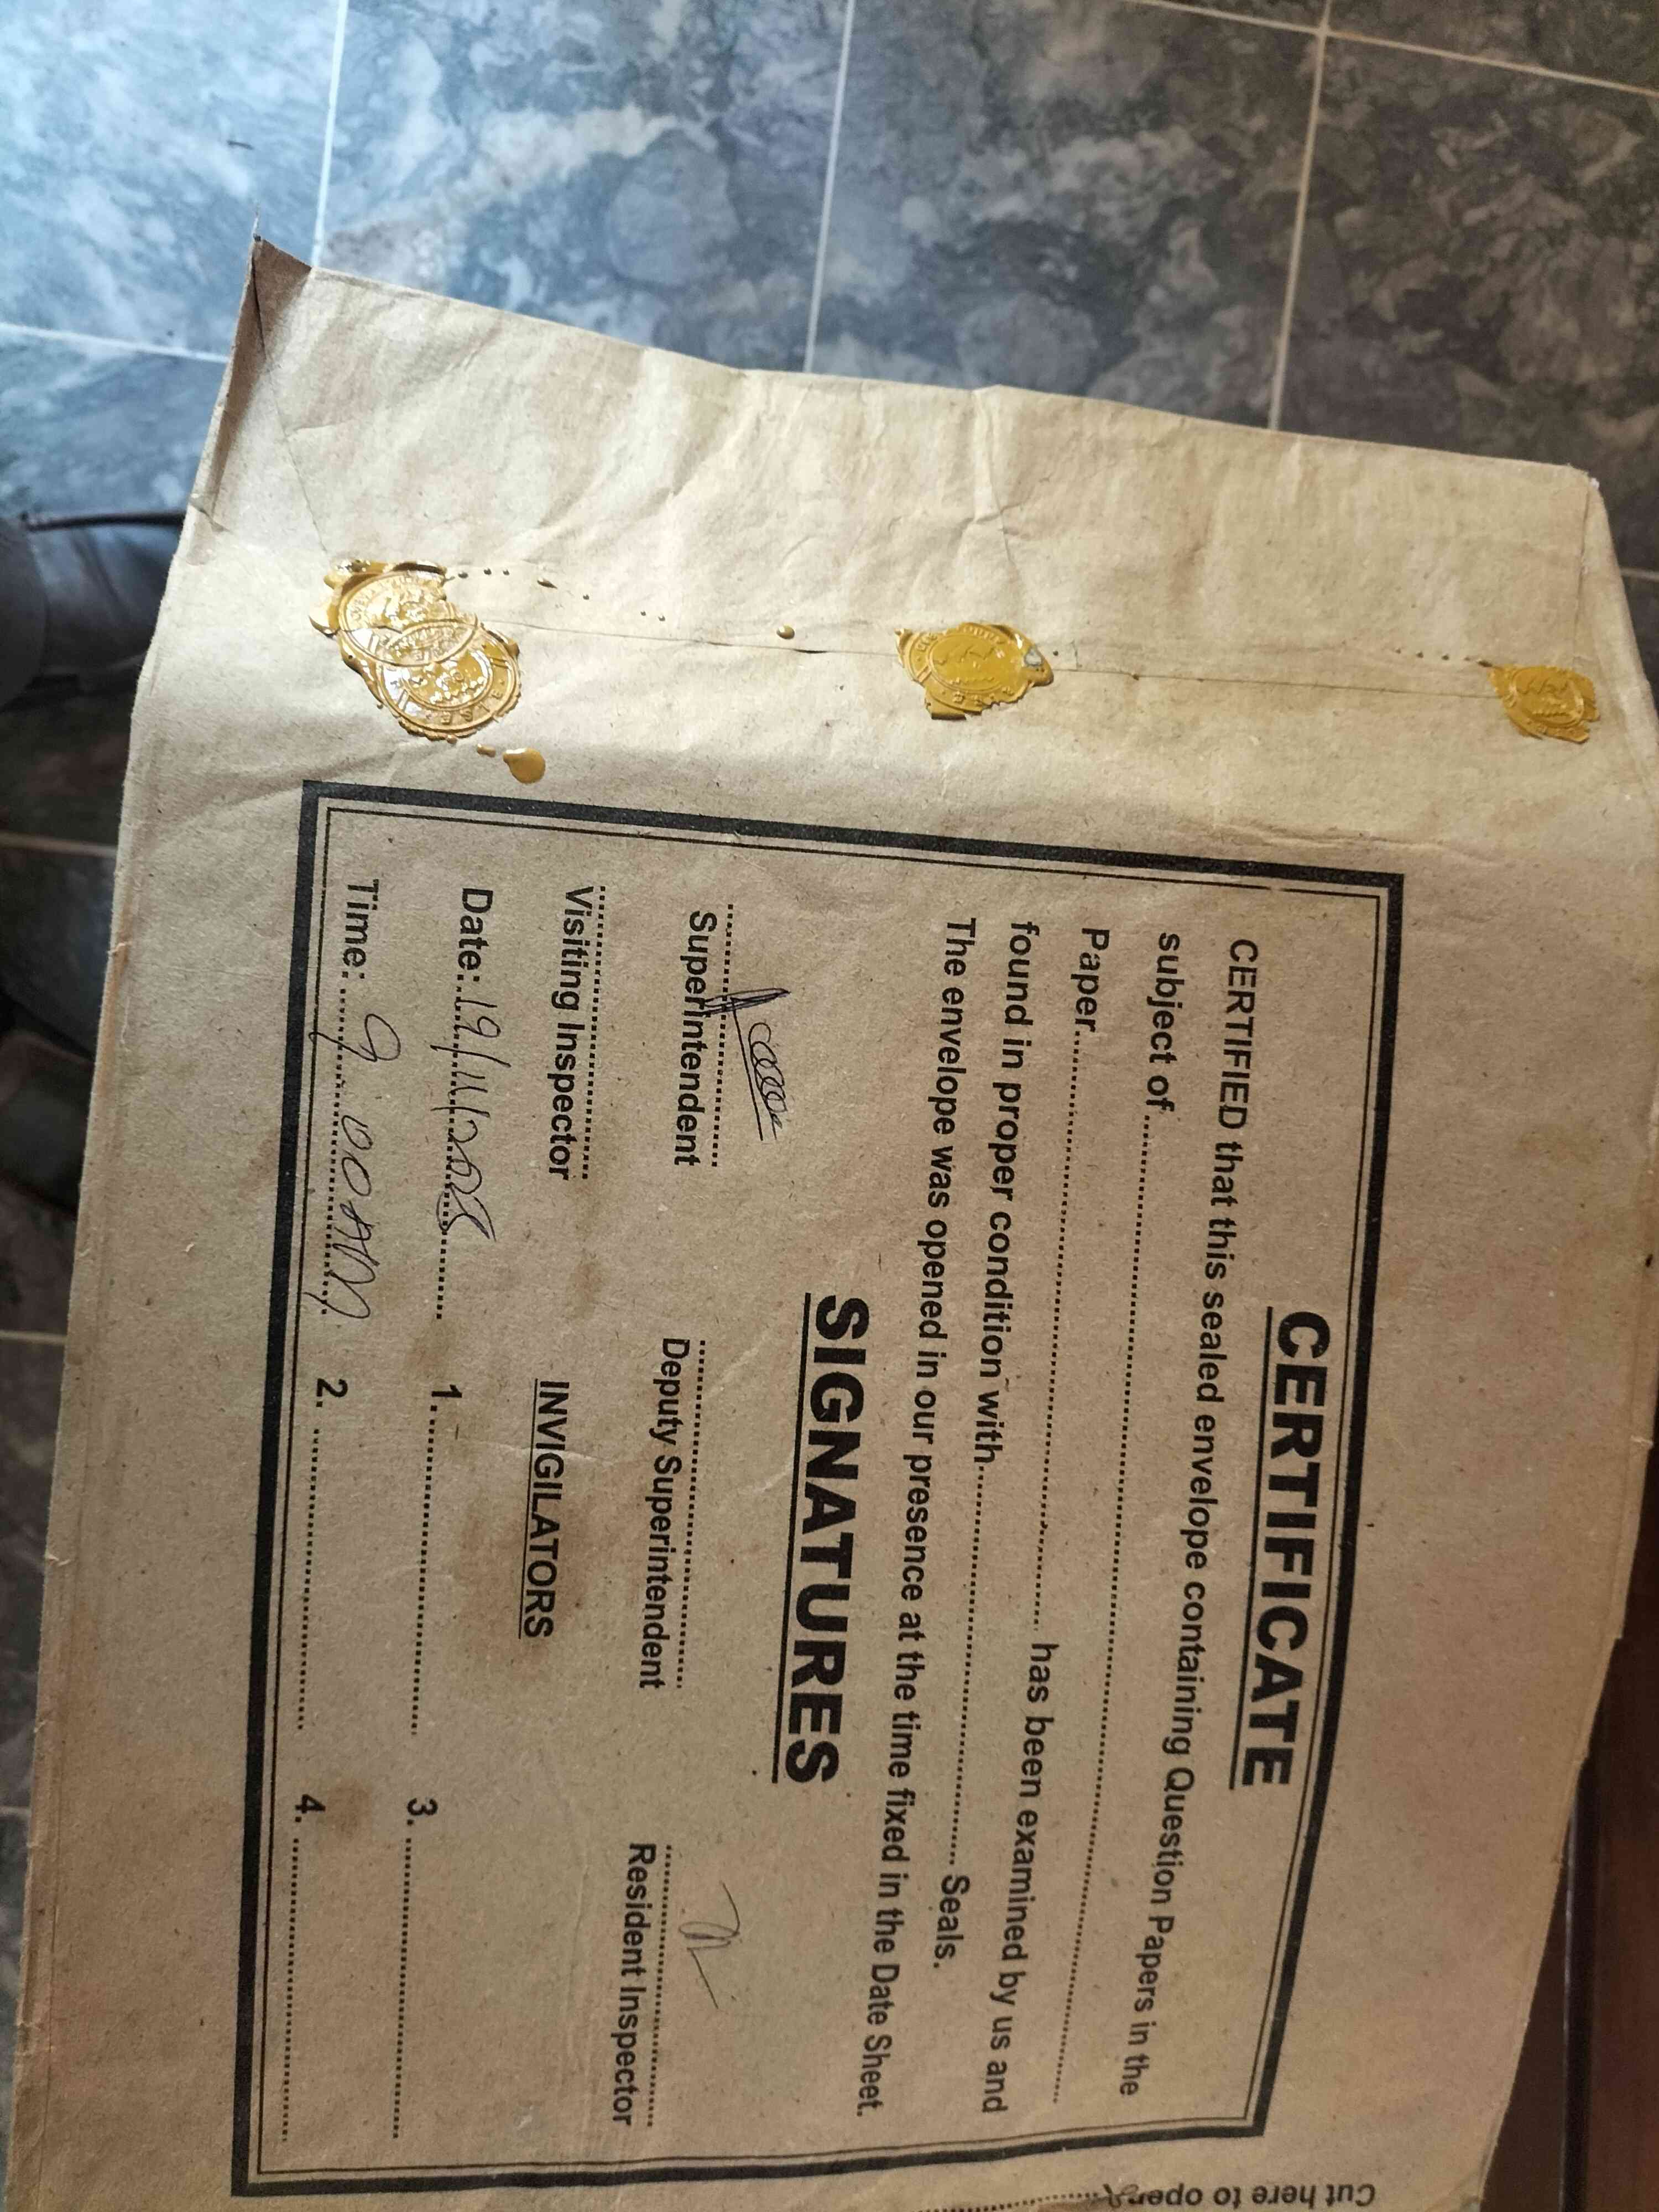 CERTIFICATE
CERTIFIED that this sealed envelope containing Question Papers in the
subject of
Paper has been examined by us and
found in proper condition with Seals.
The envelope was opened in our presence at the time fixed in the Date Sheet.
SIGNATURES
Superintendent Deputy Superintendent Resident Inspector
Visiting Inspector INVIGILATORS
Date: 19/11/2025 1. 3.
Time: 9:00 AM 2. 4.
Cut here to open